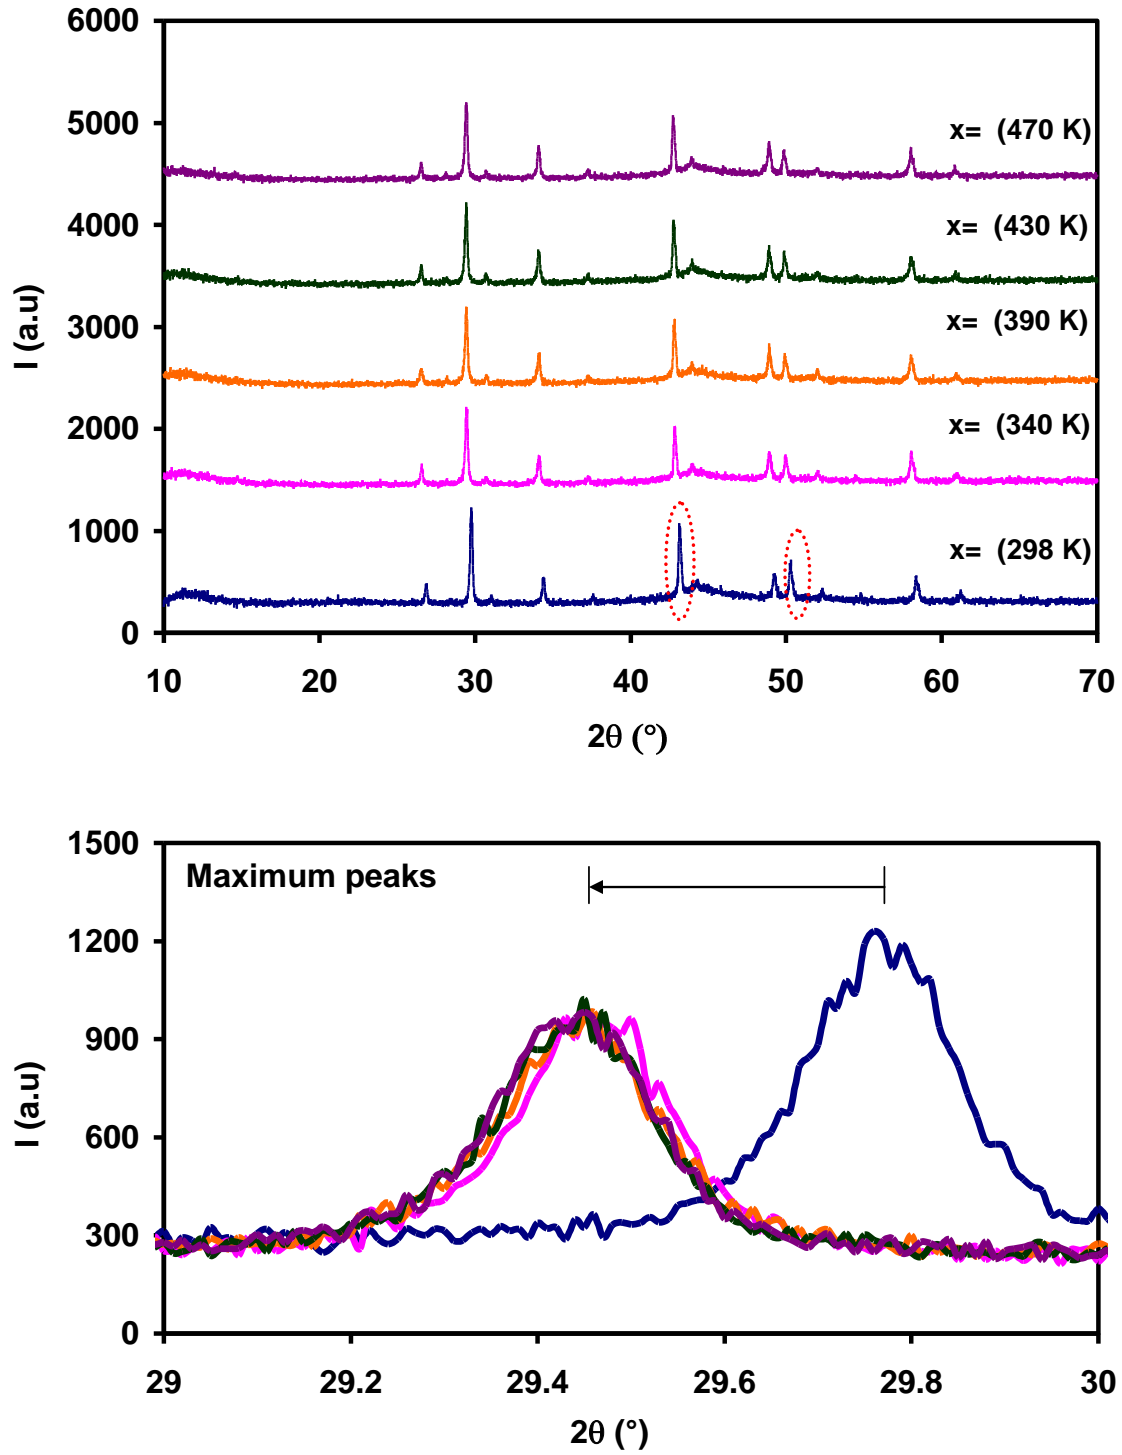 6000
5000
4000
3000
2000
1000
0
I (a.u)
x= (470 K)
x= (430 K)
x= (390 K)
x= (340 K)
x= (298 K)
10 20 30 40 50 60 70
2θ (°)
1500
1200
900
600
300
0
I (a.u)
Maximum peaks
29 29.2 29.4 29.6 29.8 30
2θ (°)